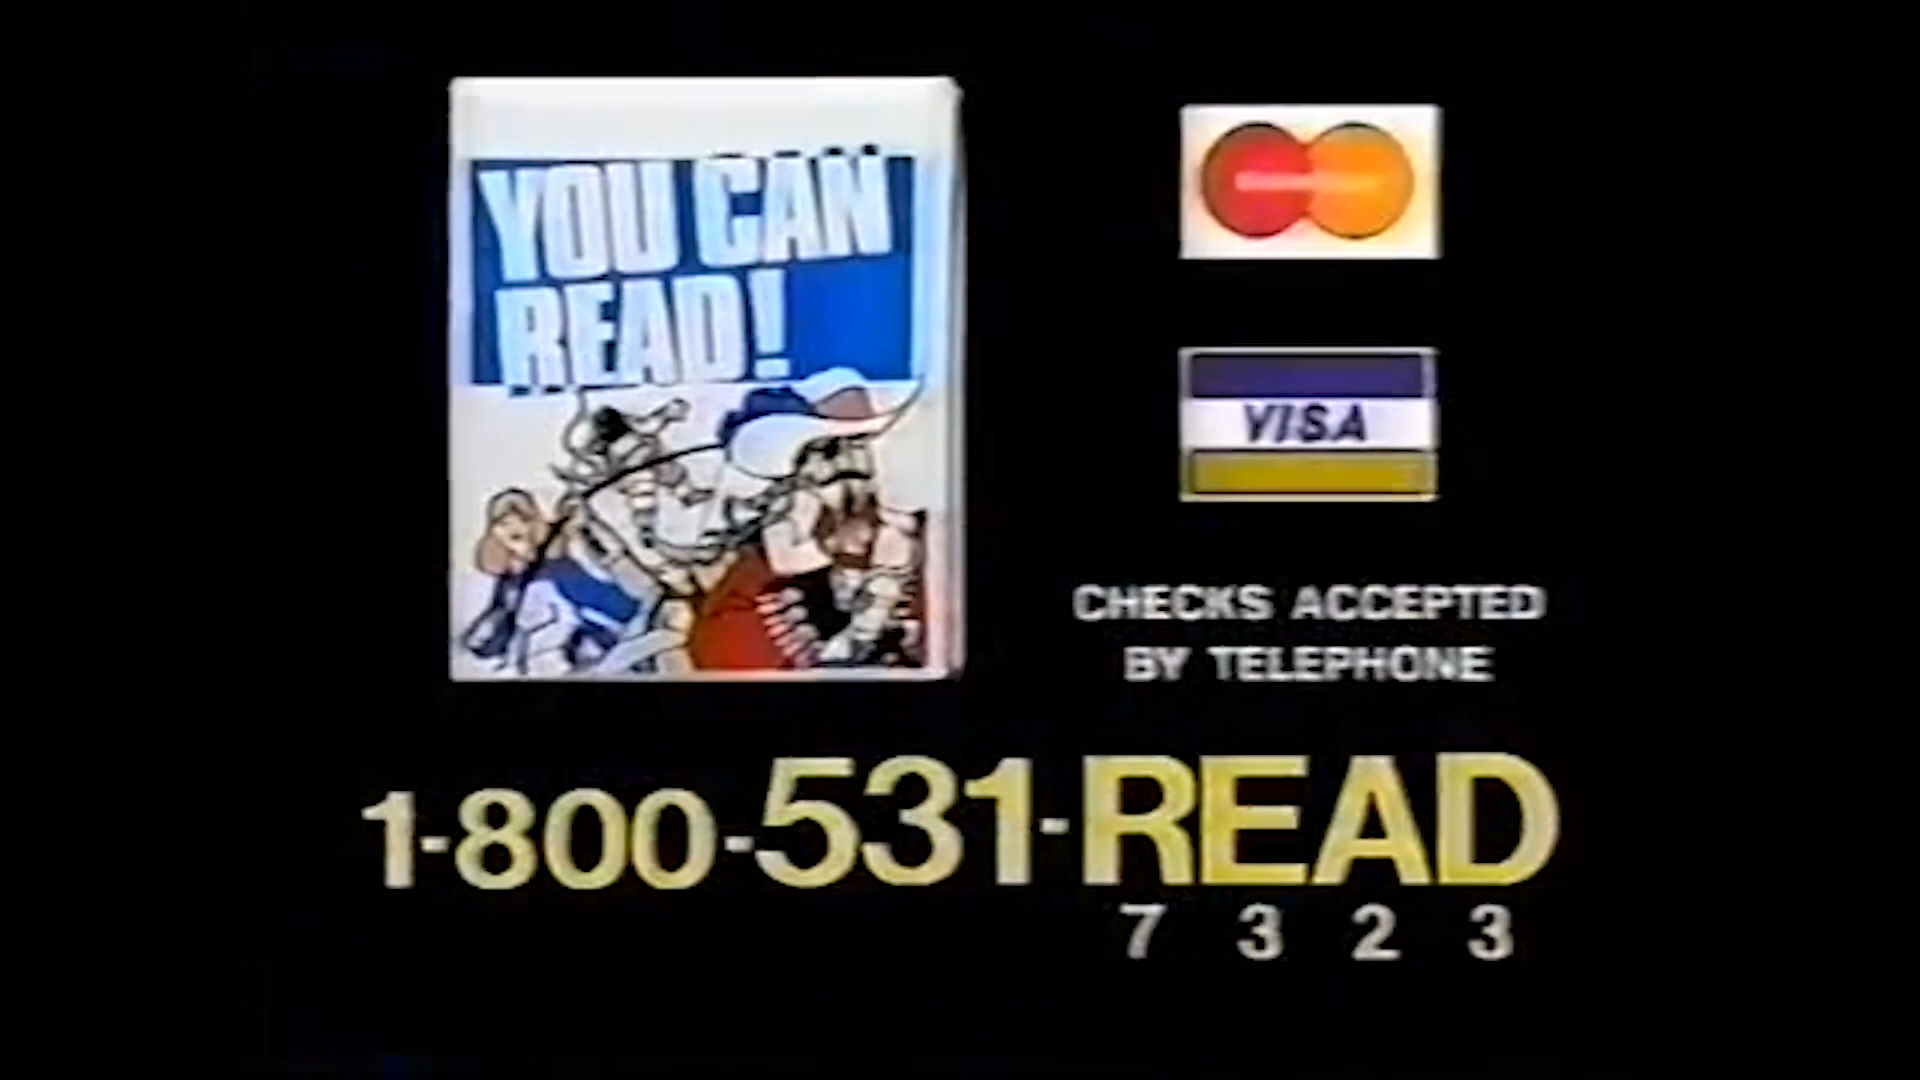 YOU CAN
READ!
VISA
CHECKS ACCEPTED
BY TELEPHONE
1-800-531-READ
7 3 2 3